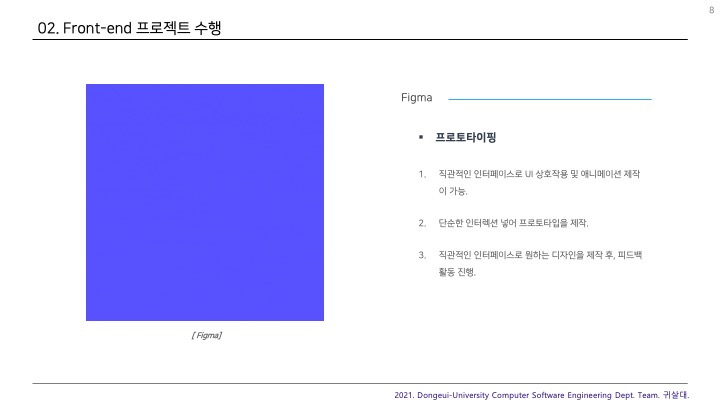 8
02. Front-end 프로젝트 수행
Figma
▪ 프로토타이핑
1. 직관적인 인터페이스로 UI 상호작용 및 애니메이션 제작
이 가능.
2. 단순한 인터렉션 넣어 프로토타입을 제작.
3. 직관적인 인터페이스로 원하는 디자인을 제작 후, 피드백
활동 진행.
[ Figma]
2021. Dongeui-University Computer Software Engineering Dept. Team. 귀살대.